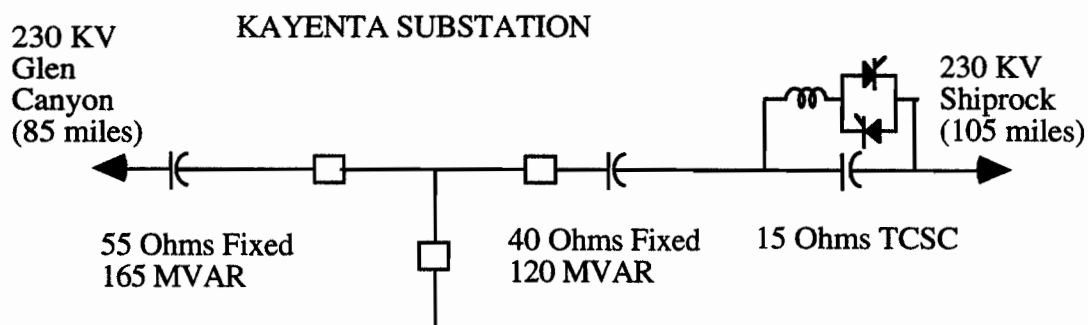 KAYENTA SUBSTATION
230 KV
Glen
Canyon
(85 miles)
230 KV
Shiprock
(105 miles)
55 Ohms Fixed
165 MVAR
40 Ohms Fixed
120 MVAR
15 Ohms TCSC